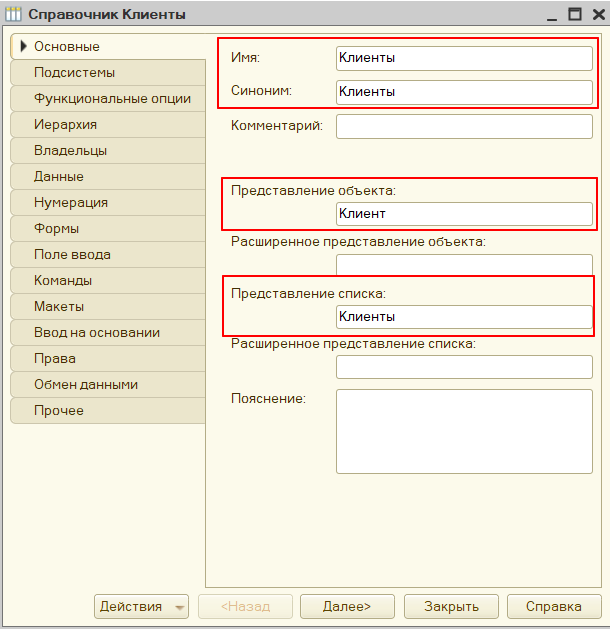 Справочник Клиенты
Основные
Подсистемы
Функциональные опции
Иерархия
Владельцы
Данные
Нумерация
Формы
Поле ввода
Команды
Макеты
Ввод на основании
Права
Обмен данными
Прочее
Имя: Клиенты
Синоним: Клиенты
Комментарий:
Представление объекта:
Клиент
Расширенное представление объекта:
Представление списка:
Клиенты
Расширенное представление списка:
Пояснение:
Действия <Назад Далее> Закрыть Справка